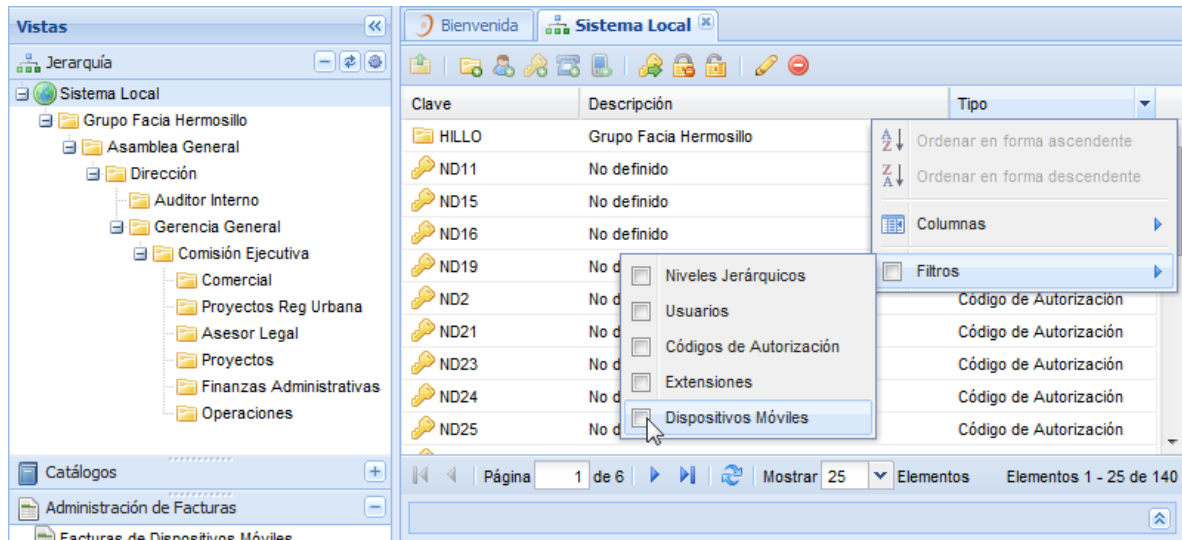 Vistas
Jerarquía
Sistema Local
Grupo Facia Hermosillo
Asamblea General
Dirección
Auditor Interno
Gerencia General
Comisión Ejecutiva
Comercial
Proyectos Reg Urbana
Asesor Legal
Proyectos
Finanzas Administrativas
Operaciones
Catálogos
Administración de Facturas
Facturas de Dispositivos Móviles
Bienvenida Sistema Local
Clave Descripción Tipo
HILLO Grupo Facia Hermosillo
ND11 No definido
ND15 No definido
ND16 No definido
ND19 No d
ND2 No d Código de Autorización
ND21 No d Código de Autorización
ND23 No d Código de Autorización
ND24 No d Código de Autorización
ND25 No d Código de Autorización
Ordenar en forma ascendente
Ordenar en forma descendente
Columnas
Filtros
Niveles Jerárquicos
Usuarios
Códigos de Autorización
Extensiones
Dispositivos Móviles
Página 1 de 6 Mostrar 25 Elementos Elementos 1 - 25 de 140